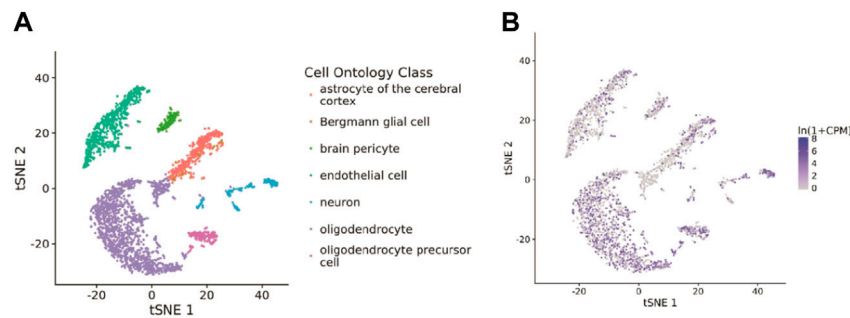 A
B
40
20
0
-20
tSNE 2
-20
0
20
40
tSNE 1
Cell Ontology Class
astrocyte of the cerebral
cortex
Bergmann glial cell
brain pericyte
endothelial cell
neuron
oligodendrocyte
oligodendrocyte precursor
cell
40
20
0
-20
tSNE 2
-20
0
20
40
tSNE 1
ln(1+CPM)
8
6
4
2
0